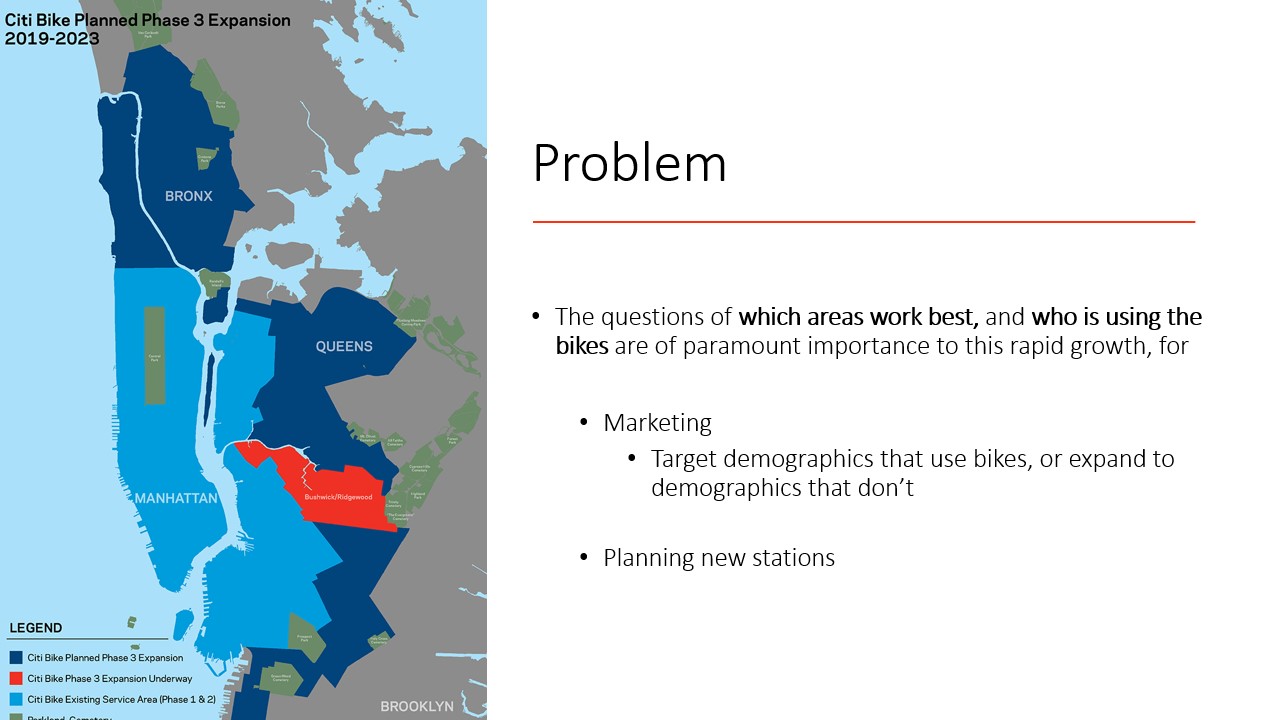 Citi Bike Planned Phase 3 Expansion
2019-2023
BRONX
QUEENS
MANHATTAN
Bushwick/Ridgewood
BROOKLYN
LEGEND
Citi Bike Planned Phase 3 Expansion
Citi Bike Phase 3 Expansion Underway
Citi Bike Existing Service Area (Phase 1 & 2)
Parkland, Cemetery
Problem
• The questions of which areas work best, and who is using the
bikes are of paramount importance to this rapid growth, for
• Marketing
• Target demographics that use bikes, or expand to
demographics that don’t
• Planning new stations